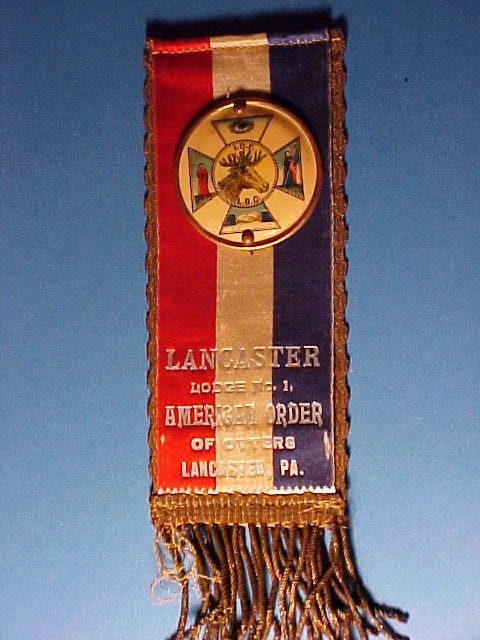 LANCASTER
LODGE No. 1,
AMERICAN ORDER
OF OTTERS
LANCASTER, PA.